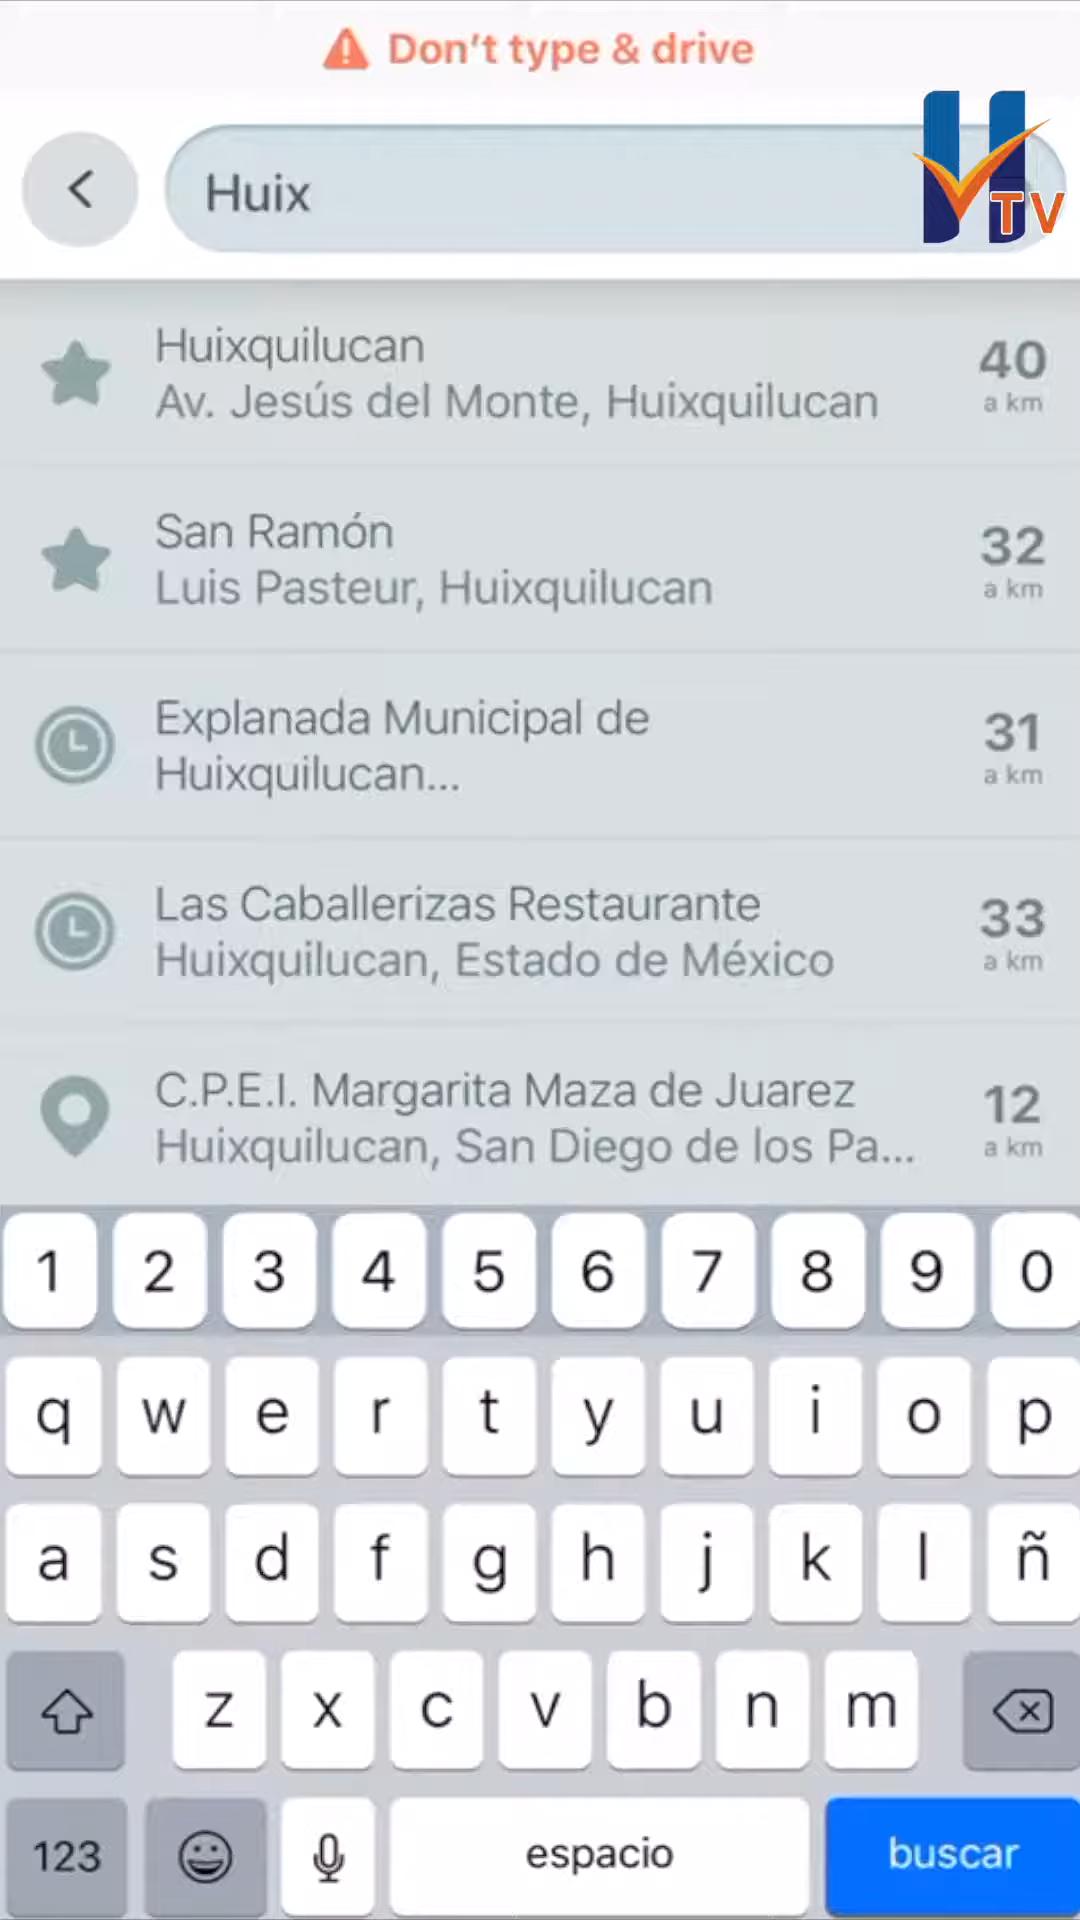 Don't type & drive
Huix
H TV
Huixquilucan
Av. Jesús del Monte, Huixquilucan
40
a km
San Ramón
Luis Pasteur, Huixquilucan
32
a km
Explanada Municipal de
Huixquilucan...
31
a km
Las Caballerizas Restaurante
Huixquilucan, Estado de México
33
a km
C.P.E.I. Margarita Maza de Juarez
Huixquilucan, San Diego de los Pa...
12
a km
1 2 3 4 5 6 7 8 9 0
q w e r t y u i o p
a s d f g h j k l ñ
z x c v b n m
123 espacio buscar